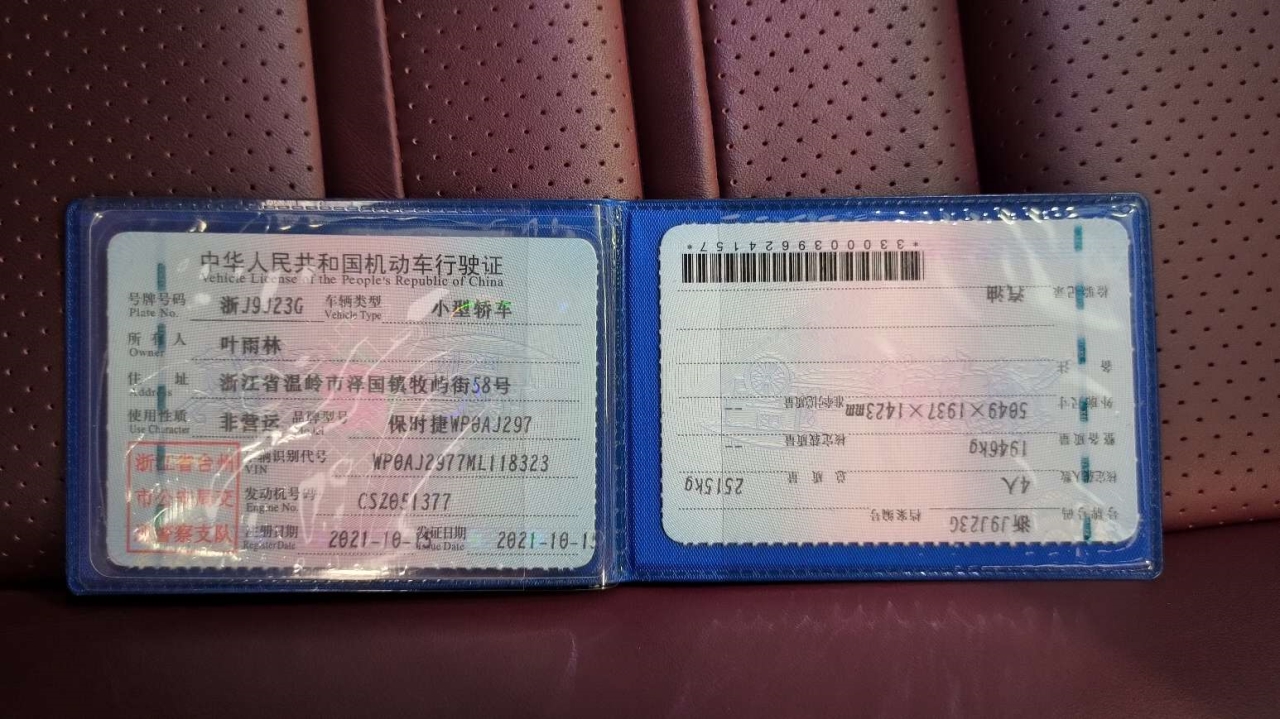 中华人民共和国机动车行驶证
Vehicle License of the People's Republic of China
号牌号码 浙J9J23G 车辆类型 小型轿车
Plate No. Vehicle Type
所有人 叶雨林
Owner
住址 浙江省温岭市泽国镇牧屿街58号
Address
使用性质 非营运 品牌型号 保时捷WP0AJ297
Use Character Model
车辆识别代号 WP0AJ2977ML118323
VIN
发动机号码 CSZ051377
Engine No.
注册日期 2021-10-15 发证日期 2021-10-15
Register Date Issue Date
浙江省台州
市公安局交
通警察支队
号牌号码 浙J9J23G 档案编号
核定载人数 4人 总质量 2515kg
整备质量 1946kg 核定载质量 --
外廓尺寸 5049×1937×1423mm 准牵引总质量 --
备注
检验记录 汽油
*3300039624157*